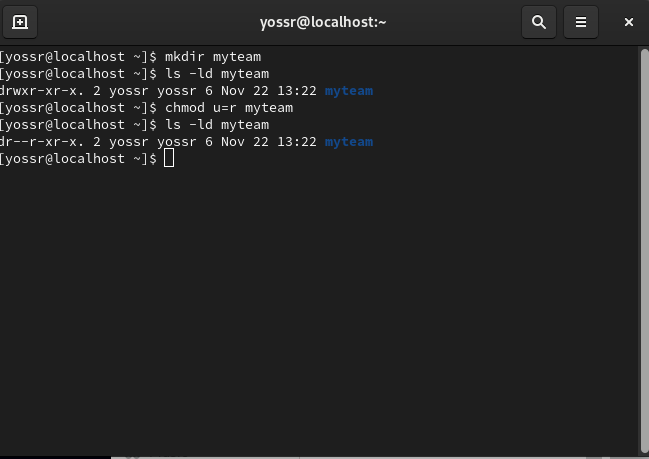 yossr@localhost:~
[yossr@localhost ~]$ mkdir myteam
[yossr@localhost ~]$ ls -ld myteam
drwxr-xr-x. 2 yossr yossr 6 Nov 22 13:22 myteam
[yossr@localhost ~]$ chmod u=r myteam
[yossr@localhost ~]$ ls -ld myteam
dr--r-xr-x. 2 yossr yossr 6 Nov 22 13:22 myteam
[yossr@localhost ~]$